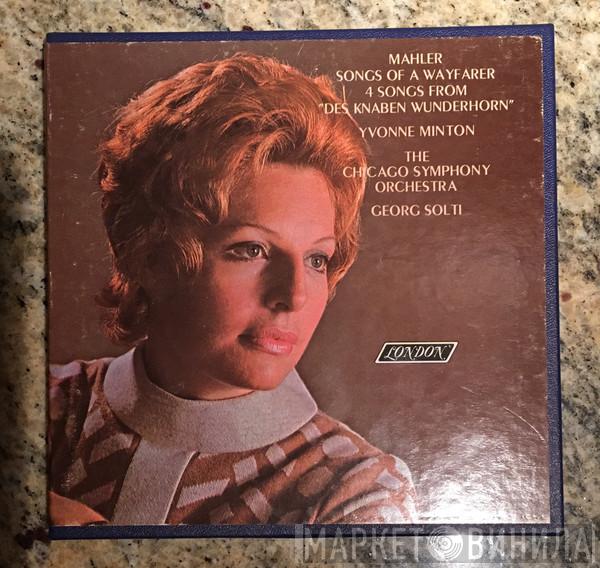 MAHLER
SONGS OF A WAYFARER
4 SONGS FROM
"DES KNABEN WUNDERHORN"
YVONNE MINTON
THE
CHICAGO SYMPHONY
ORCHESTRA
GEORG SOLTI
LONDON
МАРКЕТ ВИНИЛА